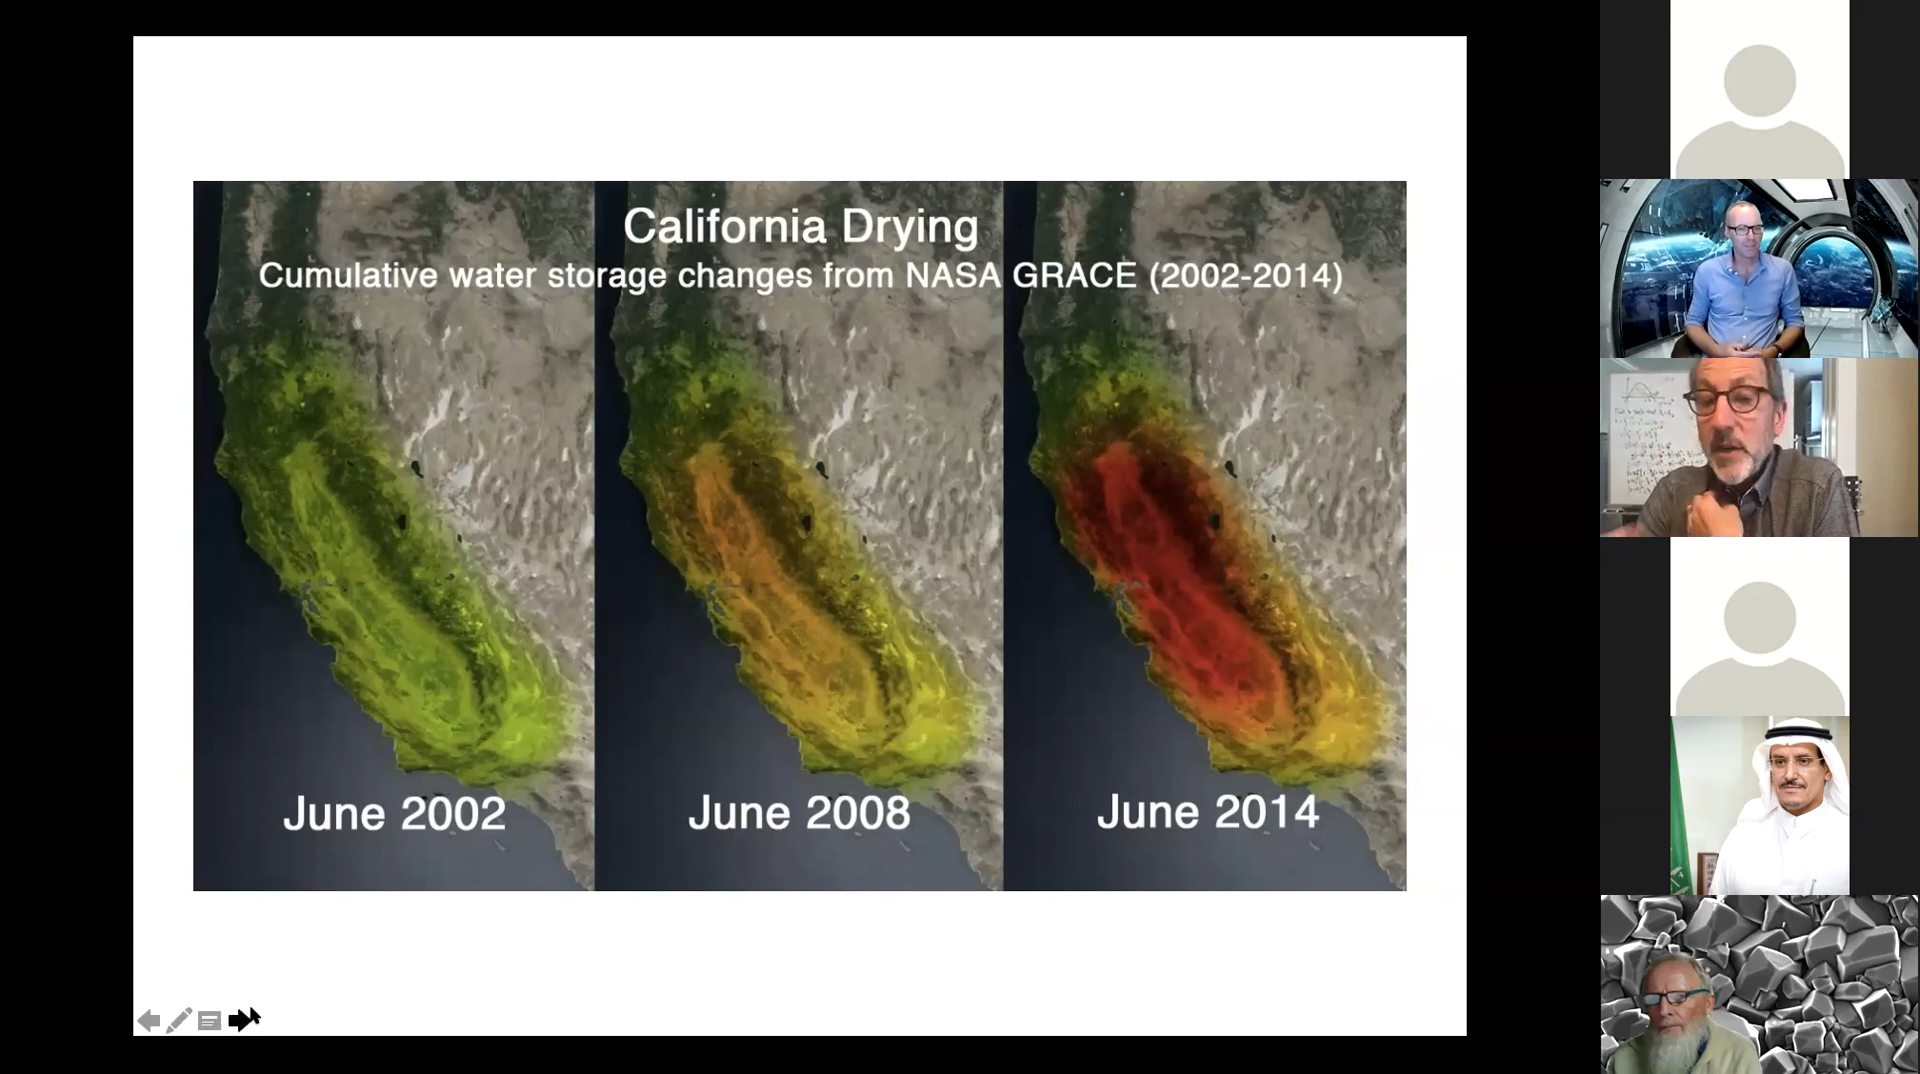 California Drying
Cumulative water storage changes from NASA GRACE (2002-2014)
June 2002
June 2008
June 2014